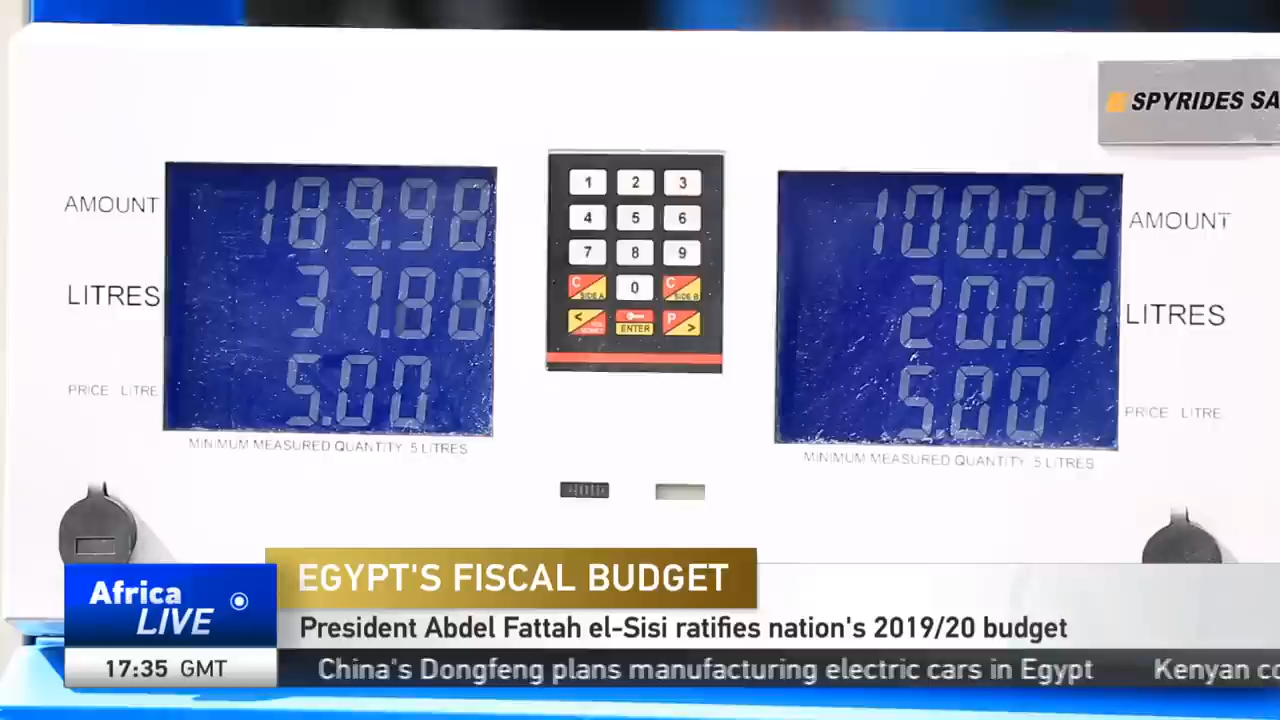 SPYRIDES SA
AMOUNT
189.98
LITRES
37.88
PRICE LITRE
5.00
MINIMUM MEASURED QUANTITY 5 LITRES
1 2 3
4 5 6
7 8 9
C SIDE A 0 C SIDE B
< ENTER P >
100.05
AMOUNT
20.01
LITRES
5.00
PRICE LITRE
MINIMUM MEASURED QUANTITY 5 LITRES
EGYPT'S FISCAL BUDGET
Africa
LIVE
President Abdel Fattah el-Sisi ratifies nation's 2019/20 budget
17:35 GMT
China's Dongfeng plans manufacturing electric cars in Egypt Kenyan